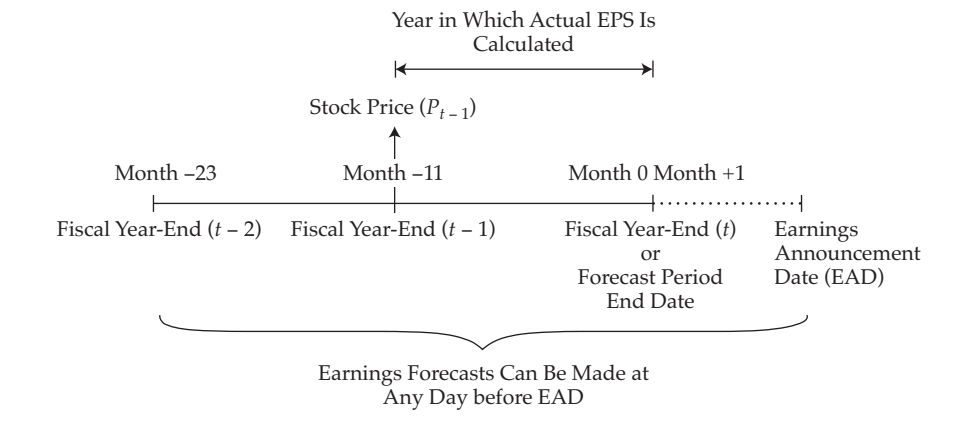 Year in Which Actual EPS Is
Calculated
Stock Price (Pt – 1)
Month –23 Month –11 Month 0 Month +1
Fiscal Year-End (t – 2) Fiscal Year-End (t – 1) Fiscal Year-End (t) Earnings
or Announcement
Forecast Period Date (EAD)
End Date
Earnings Forecasts Can Be Made at
Any Day before EAD